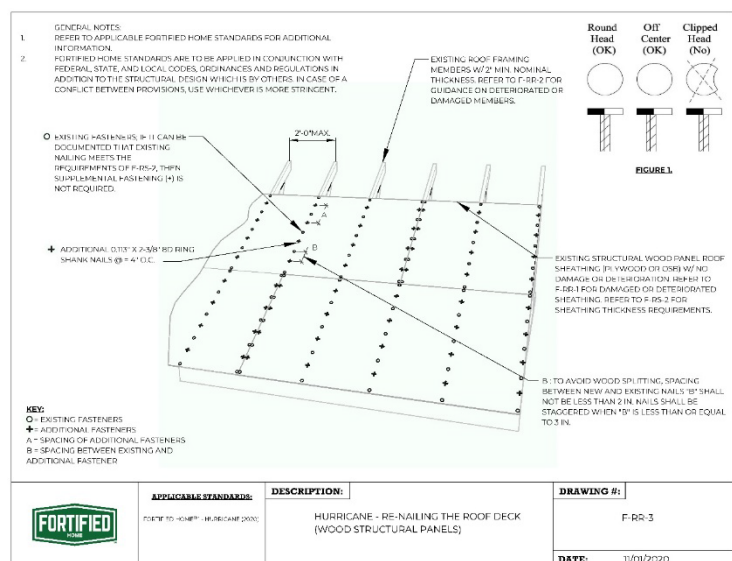 GENERAL NOTES:
1. REFER TO APPLICABLE FORTIFIED HOME STANDARDS FOR ADDITIONAL
INFORMATION.
2. FORTIFIED HOME STANDARDS ARE TO BE APPLIED IN CONJUNCTION WITH
FEDERAL, STATE, AND LOCAL CODES, ORDINANCES AND REGULATIONS IN
ADDITION TO THE STRUCTURAL DESIGN WHICH IS BY OTHERS. IN CASE OF A
CONFLICT BETWEEN PROVISIONS, USE WHICHEVER IS MORE STRINGENT.
EXISTING ROOF FRAMING
MEMBERS W/ 2" MIN. NOMINAL
THICKNESS. REFER TO F-RR-2 FOR
GUIDANCE ON DETERIORATED OR
DAMAGED MEMBERS.
Round
Head
(OK)
Off
Center
(OK)
Clipped
Head
(No)
FIGURE 1.
EXISTING FASTENERS; IF IT CAN BE
DOCUMENTED THAT EXISTING
NAILING MEETS THE
REQUIREMENTS OF F-RS-2, THEN
SUPPLEMENTAL FASTENING (+) IS
NOT REQUIRED.
2'-0" MAX.
A
B
+ ADDITIONAL 0.113" X 2-3/8" 8D RING
SHANK NAILS @ = 4" O.C.
EXISTING STRUCTURAL WOOD PANEL ROOF
SHEATHING (PLYWOOD OR OSB) W/ NO
DAMAGE OR DETERIORATION. REFER TO
F-RR-1 FOR DAMAGED OR DETERIORATED
SHEATHING. REFER TO F-RS-2 FOR
SHEATHING THICKNESS REQUIREMENTS.
B : TO AVOID WOOD SPLITTING, SPACING
BETWEEN NEW AND EXISTING NAILS "B" SHALL
NOT BE LESS THAN 2 IN. NAILS SHALL BE
STAGGERED WHEN "B" IS LESS THAN OR EQUAL
TO 3 IN.
KEY:
O = EXISTING FASTENERS
+ = ADDITIONAL FASTENERS
A = SPACING OF ADDITIONAL FASTENERS
B = SPACING BETWEEN EXISTING AND
ADDITIONAL FASTENER
FORTIFIED
HOME
APPLICABLE STANDARDS:
FORTIFIED HOME™ - HURRICANE (2020)
DESCRIPTION:
HURRICANE - RE-NAILING THE ROOF DECK
(WOOD STRUCTURAL PANELS)
DRAWING #:
F-RR-3
DATE: 11/01/2020